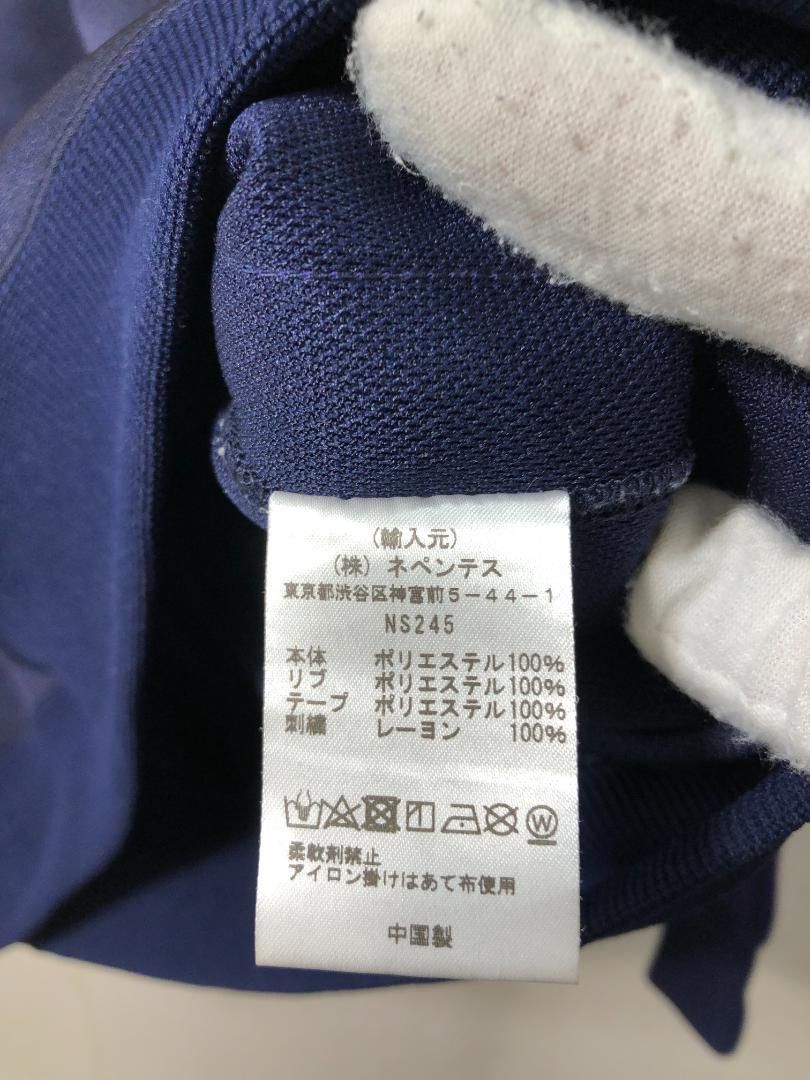 (輸入元)
(株) ネペンテス
東京都渋谷区神宮前5-44-1
NS245
本体 ポリエステル100%
リブ ポリエステル100%
テープ ポリエステル100%
刺繍 レーヨン 100%
W
柔軟剤禁止
アイロン掛けはあて布使用
中国製